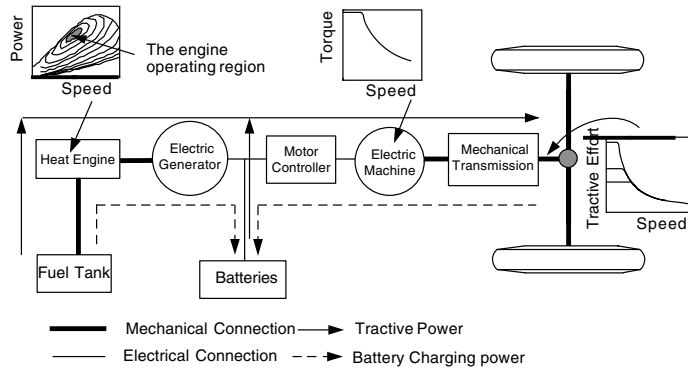 Power
The engine
operating region
Speed
Torque
Speed
Heat Engine
Electric
Generator
Motor
Controller
Electric
Machine
Mechanical
Transmission
Tractive Effort
Speed
Fuel Tank
Batteries
Mechanical Connection
Tractive Power
Electrical Connection
Battery Charging power